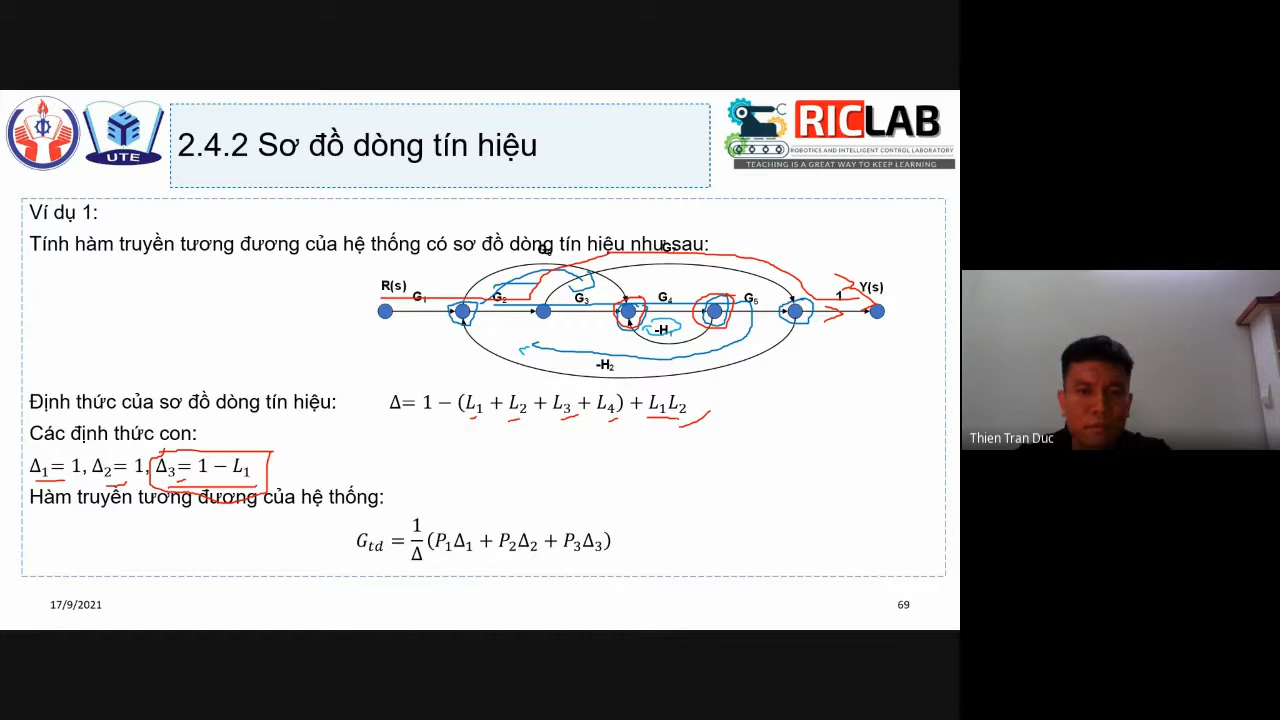 UTE
2.4.2 Sơ đồ dòng tín hiệu
RICLAB
ROBOTICS AND INTELLIGENT CONTROL LABORATORY
TEACHING IS A GREAT WAY TO KEEP LEARNING
Ví dụ 1:
Tính hàm truyền tương đương của hệ thống có sơ đồ dòng tín hiệu như sau:
R(s) G₁ G₂ G₃ G₄ G₅ 1 Y(s)
-H₂
Định thức của sơ đồ dòng tín hiệu: Δ= 1 − (L₁ + L₂ + L₃ + L₄) + L₁L₂
Các định thức con:
Δ₁= 1, Δ₂= 1, Δ₃= 1 − L₁
Hàm truyền tương đương của hệ thống:
G_td = 1/Δ (P₁Δ₁ + P₂Δ₂ + P₃Δ₃)
17/9/2021 69
Thien Tran Duc